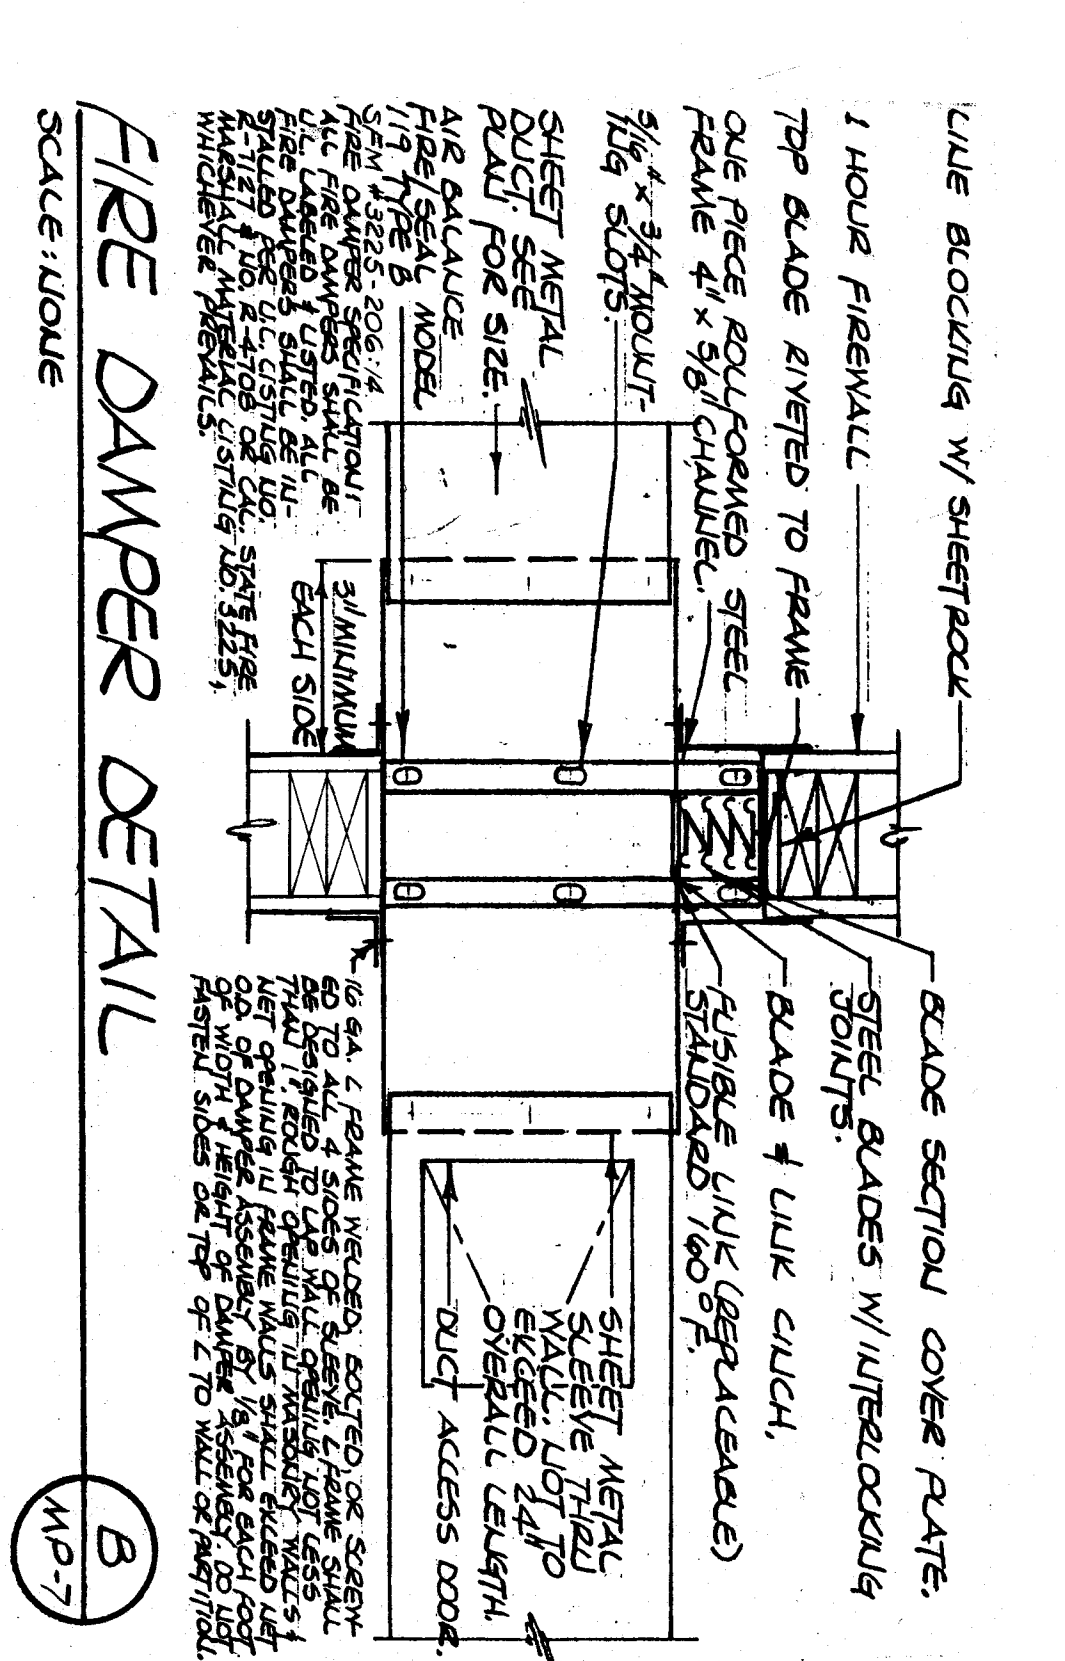 LINE BLOCKING W/ SHEETROCK
1 HOUR FIREWALL
TOP BLADE RIVETED TO FRAME
ONE PIECE ROLLFORMED STEEL
FRAME 4" x 5/8" CHANNEL.
5/16" x 3/4" MOUNT-
ING SLOTS.
SHEET METAL
DUCT. SEE
PLAN FOR SIZE.
AIR BALANCE
FIRE/SEAL MODEL
119 TYPE B
SFM #3225-206:14
FIRE DAMPER SPECIFICATION:
ALL FIRE DAMPERS SHALL BE
U.L. LABELED & LISTED. ALL
FIRE DAMPERS SHALL BE IN-
STALLED PER U.L. LISTING NO.
R-7127 & NO. R-4708 OR CAL. STATE FIRE
MARSHALL MATERIAL LISTING NO. 3225,
WHICHEVER PREVAILS.
3" MINIMUM
EACH SIDE
BLADE SECTION COVER PLATE.
STEEL BLADES W/ INTERLOCKING
JOINTS.
BLADE & LINK CINCH.
FUSIBLE LINK (REPLACEABLE)
STANDARD 160°F.
SHEET METAL
SLEEVE THRU
WALL. NOT TO
EXCEED 24"
OVERALL LENGTH.
DUCT ACCESS DOOR.
16 GA. L FRAME WELDED, BOLTED, OR SCREW-
ED TO ALL 4 SIDES OF SLEEVE. L FRAME SHALL
BE DESIGNED TO LAP WALL OPENING NOT LESS
THAN 1". ROUGH OPENING IN MASONRY WALLS &
NET OPENING IN FRAME WALLS SHALL EXCEED NET
O.D. OF DAMPER ASSEMBLY BY 1/8" FOR EACH FOOT
OF WIDTH & HEIGHT OF DAMPER ASSEMBLY. DO NOT
FASTEN SIDES OR TOP OF L TO WALL OR PARTITION.
FIRE DAMPER DETAIL
SCALE: NONE
B
MP-7